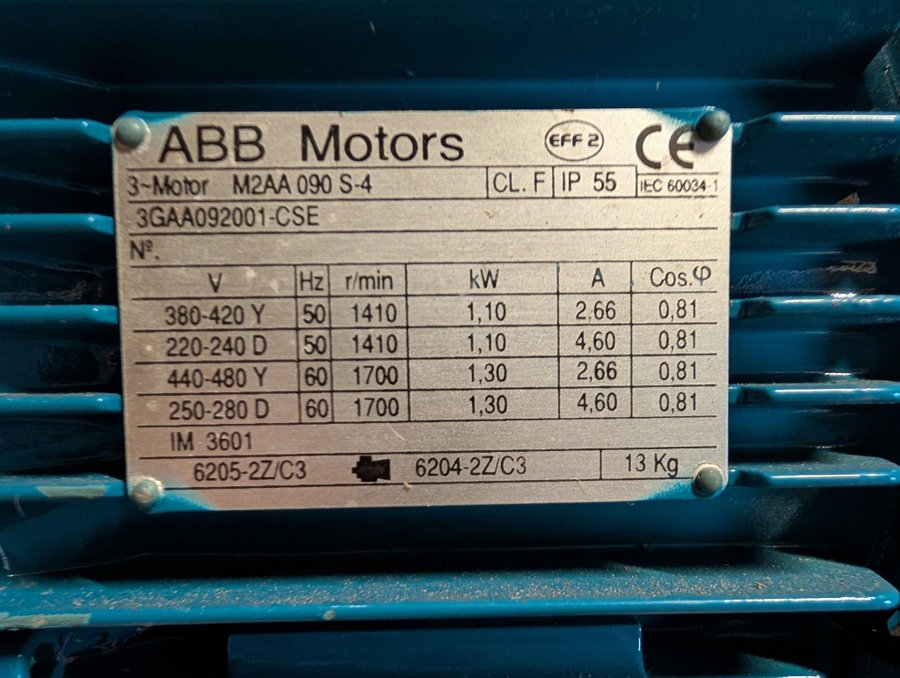 ABB Motors EFF 2 CE
3~Motor M2AA 090 S-4 CL. F IP 55 IEC 60034-1
3GAA092001-CSE
Nº.
V Hz r/min kW A Cos.φ
380-420 Y 50 1410 1,10 2,66 0,81
220-240 D 50 1410 1,10 4,60 0,81
440-480 Y 60 1700 1,30 2,66 0,81
250-280 D 60 1700 1,30 4,60 0,81
IM 3601
6205-2Z/C3 6204-2Z/C3 13 Kg